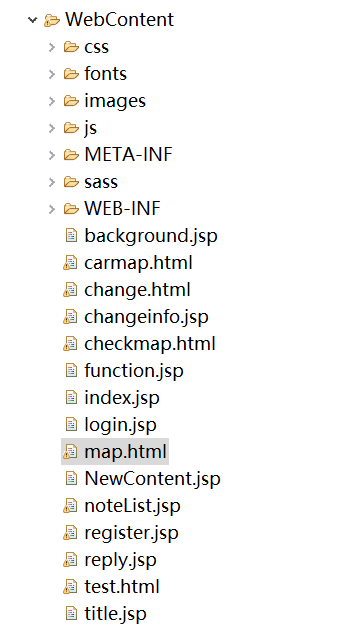 WebContent
css
fonts
images
js
META-INF
sass
WEB-INF
background.jsp
carmap.html
change.html
changeinfo.jsp
checkmap.html
function.jsp
index.jsp
login.jsp
map.html
NewContent.jsp
noteList.jsp
register.jsp
reply.jsp
test.html
title.jsp